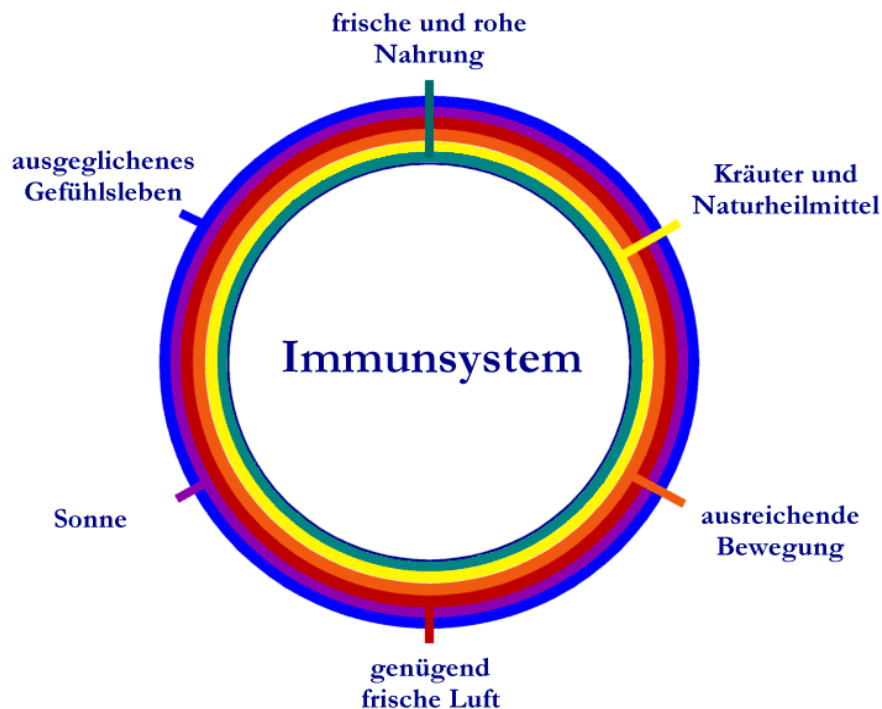 frische und rohe
Nahrung
ausgeglichenes
Gefühlsleben
Kräuter und
Naturheilmittel
Immunsystem
Sonne
ausreichende
Bewegung
genügend
frische Luft